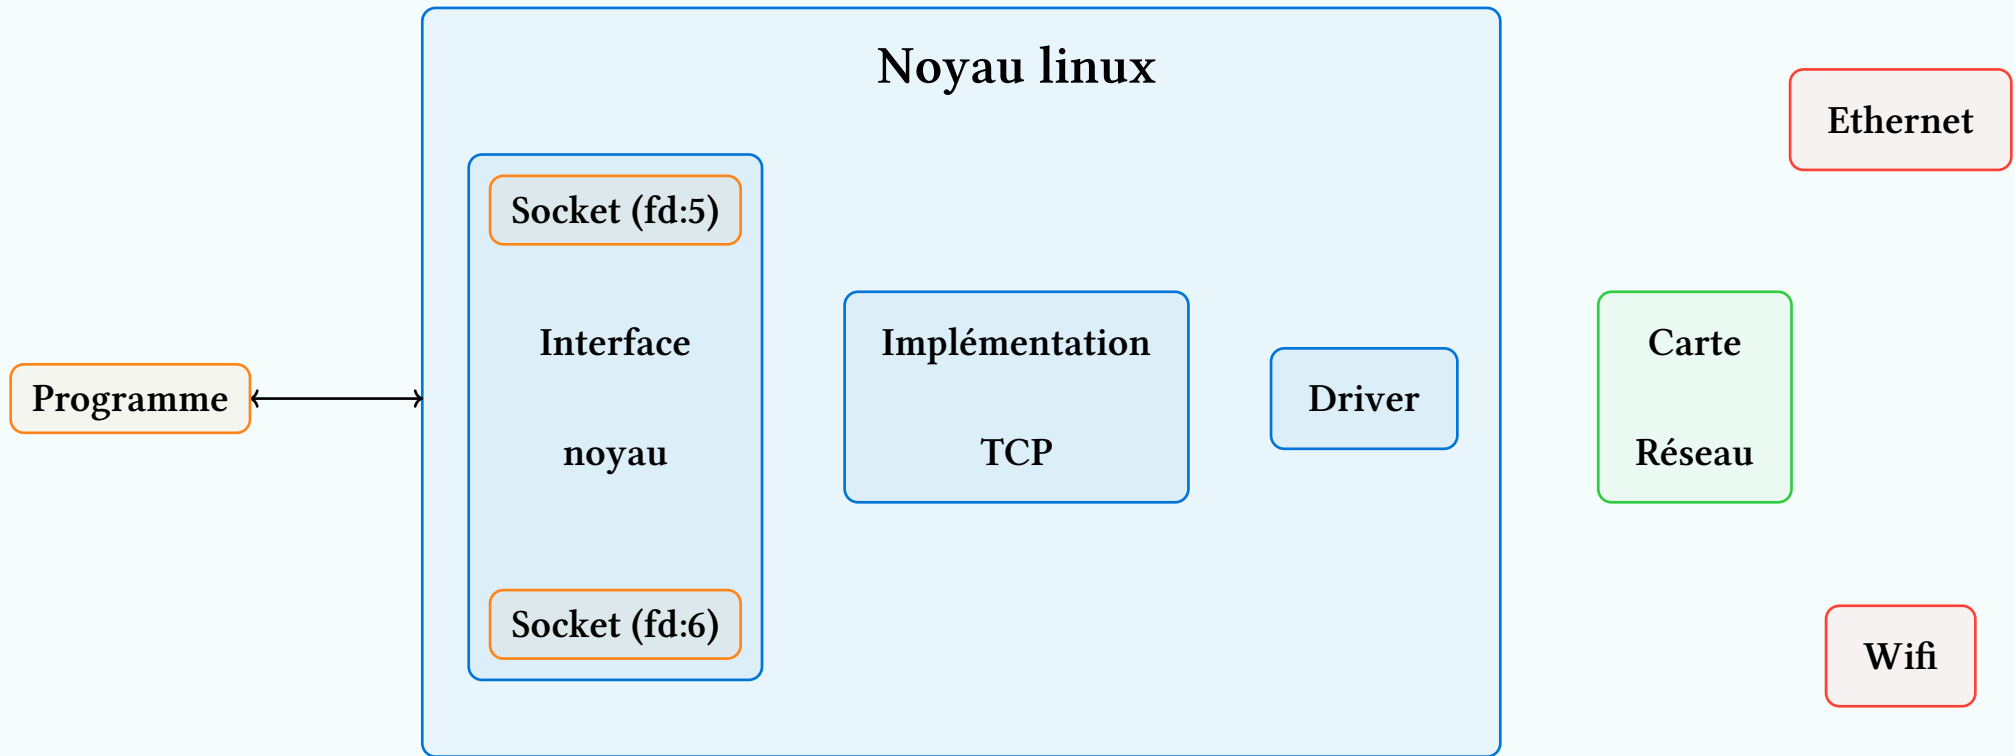 Noyau linux
Ethernet
Socket (fd:5)
Interface
noyau
Implémentation
TCP
Carte
Réseau
Programme
Driver
Socket (fd:6)
Wifi